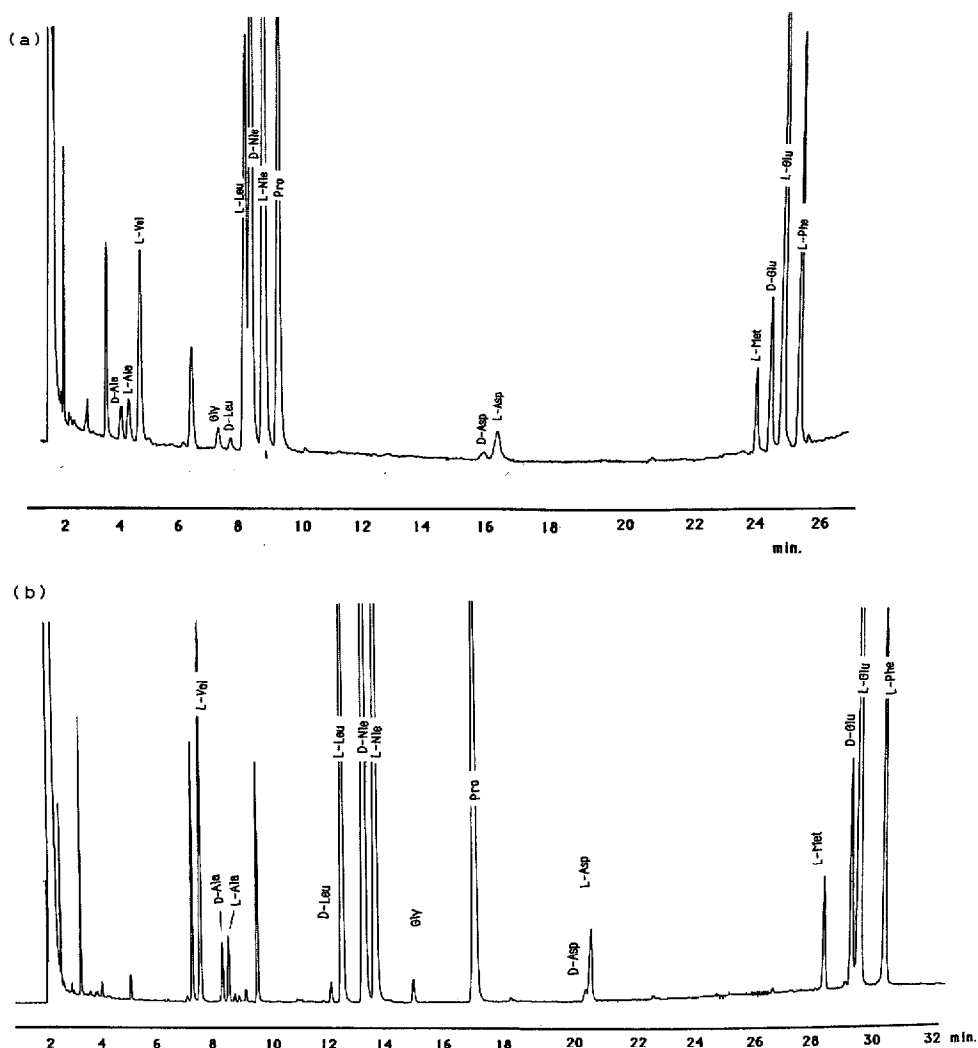 (a)
D-Ala
L-Ala
L-Val
Gly
D-Leu
L-Leu
D-Nle
L-Nle
Pro
D-Asp
L-Asp
L-Met
D-Glu
L-Glu
L-Phe
2 4 6 8 10 12 14 16 18 20 22 24 26
min.
(b)
L-Val
D-Ala
L-Ala
D-Leu
L-Leu
D-Nle
L-Nle
Gly
Pro
D-Asp
L-Asp
L-Met
D-Glu
L-Glu
L-Phe
2 4 6 8 10 12 14 16 18 20 22 24 26 28 30 32 min.